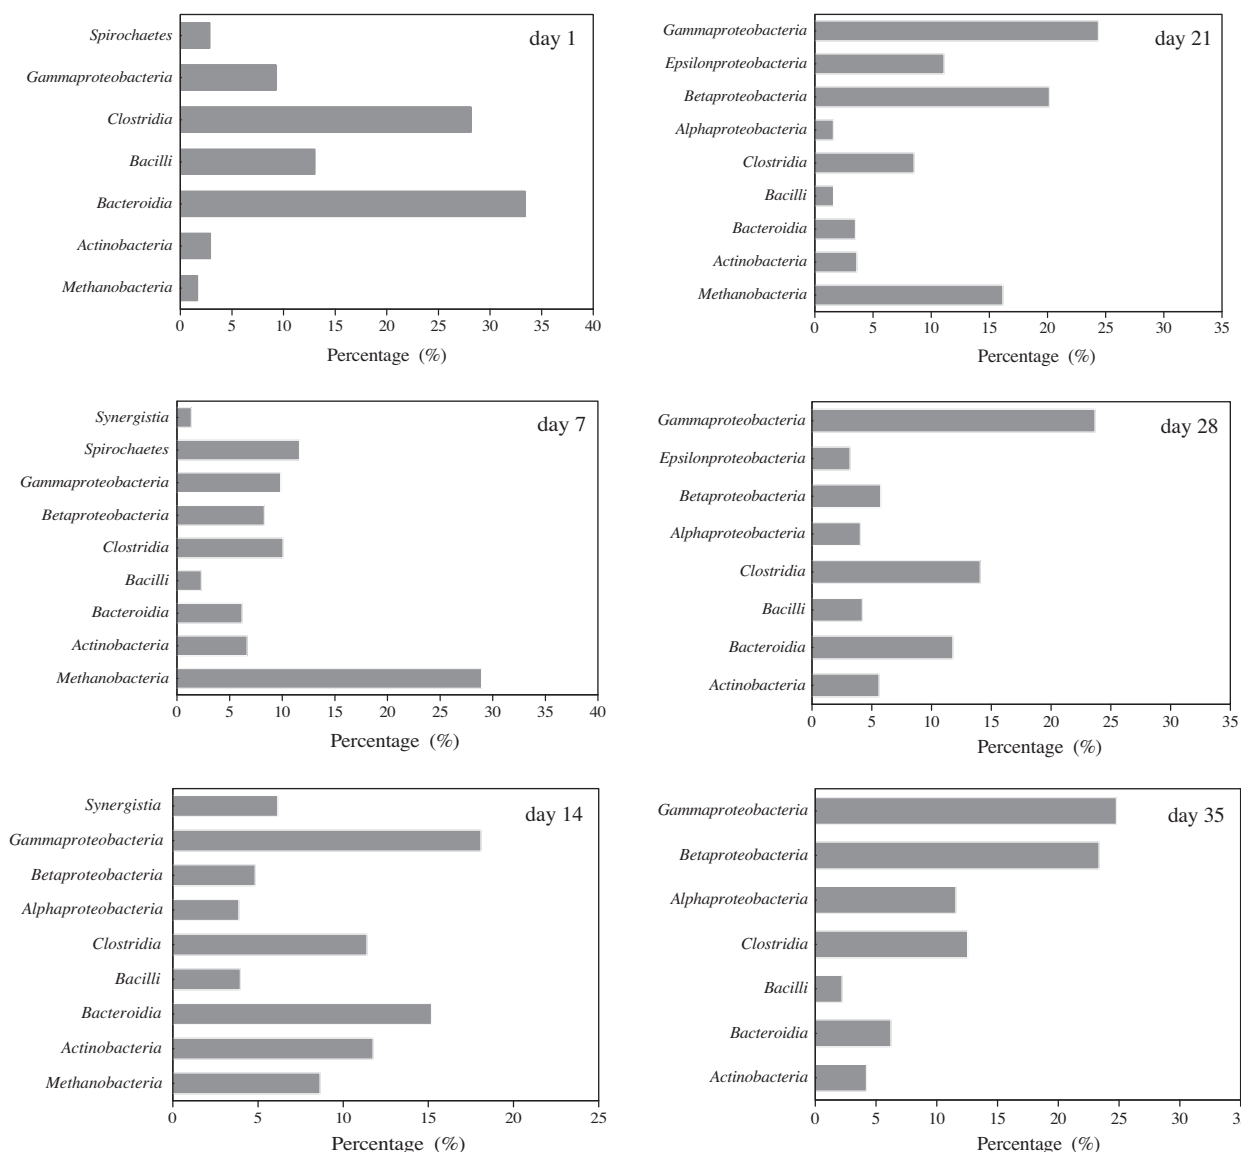 day 1
Spirochaetes
Gammaproteobacteria
Clostridia
Bacilli
Bacteroidia
Actinobacteria
Methanobacteria
0 5 10 15 20 25 30 35 40
Percentage (%)
day 21
Gammaproteobacteria
Epsilonproteobacteria
Betaproteobacteria
Alphaproteobacteria
Clostridia
Bacilli
Bacteroidia
Actinobacteria
Methanobacteria
0 5 10 15 20 25 30 35
Percentage (%)
day 7
Synergistia
Spirochaetes
Gammaproteobacteria
Betaproteobacteria
Clostridia
Bacilli
Bacteroidia
Actinobacteria
Methanobacteria
0 5 10 15 20 25 30 35 40
Percentage (%)
day 28
Gammaproteobacteria
Epsilonproteobacteria
Betaproteobacteria
Alphaproteobacteria
Clostridia
Bacilli
Bacteroidia
Actinobacteria
0 5 10 15 20 25 30 35
Percentage (%)
day 14
Synergistia
Gammaproteobacteria
Betaproteobacteria
Alphaproteobacteria
Clostridia
Bacilli
Bacteroidia
Actinobacteria
Methanobacteria
0 5 10 15 20 25
Percentage (%)
day 35
Gammaproteobacteria
Betaproteobacteria
Alphaproteobacteria
Clostridia
Bacilli
Bacteroidia
Actinobacteria
0 5 10 15 20 25 30
Percentage (%)